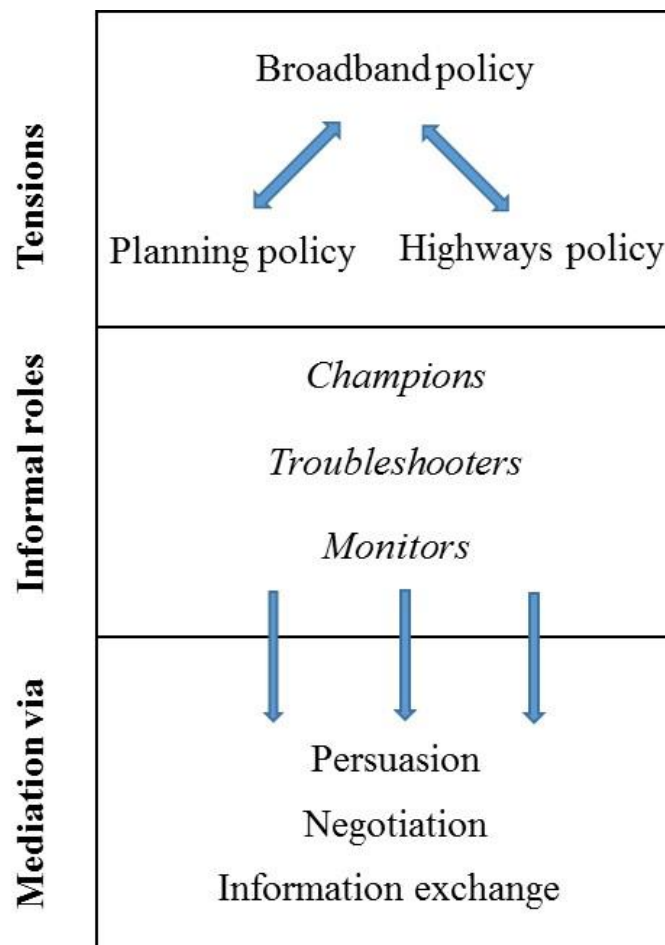 Tensions
Broadband policy
Planning policy
Highways policy
Informal roles
Champions
Troubleshooters
Monitors
Mediation via
Persuasion
Negotiation
Information exchange